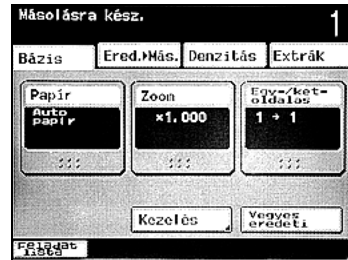 Másolásra kész.
1
Bázis
Ered.▸Más.
Denzitás
Extrák
Papír
Zoom
Egy-/két-
oldalas
Auto
papír
×1.000
1 → 1
Kezelés
Vegyes
eredeti
Feladat
lista